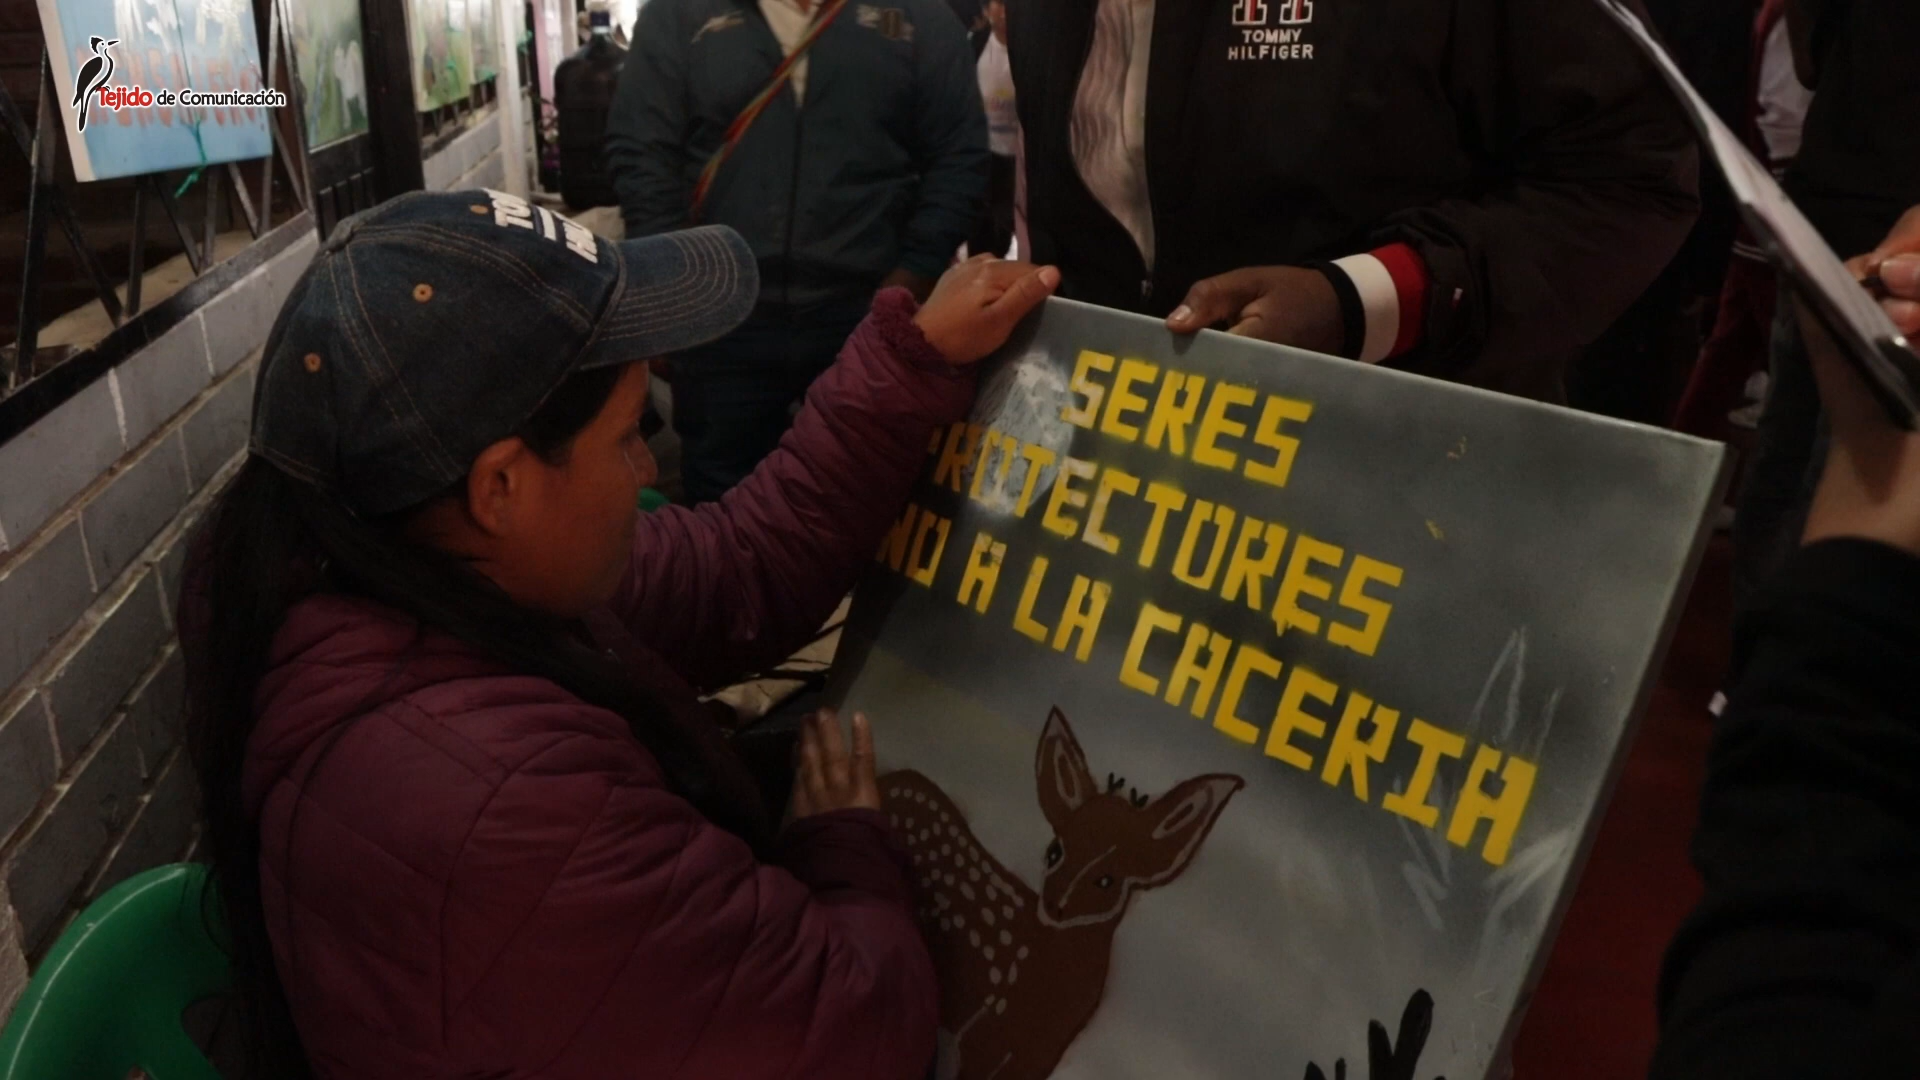 Tejido de Comunicación
TOMMY
HILFIGER
SERES
PROTECTORES
NO A LA CACERIA